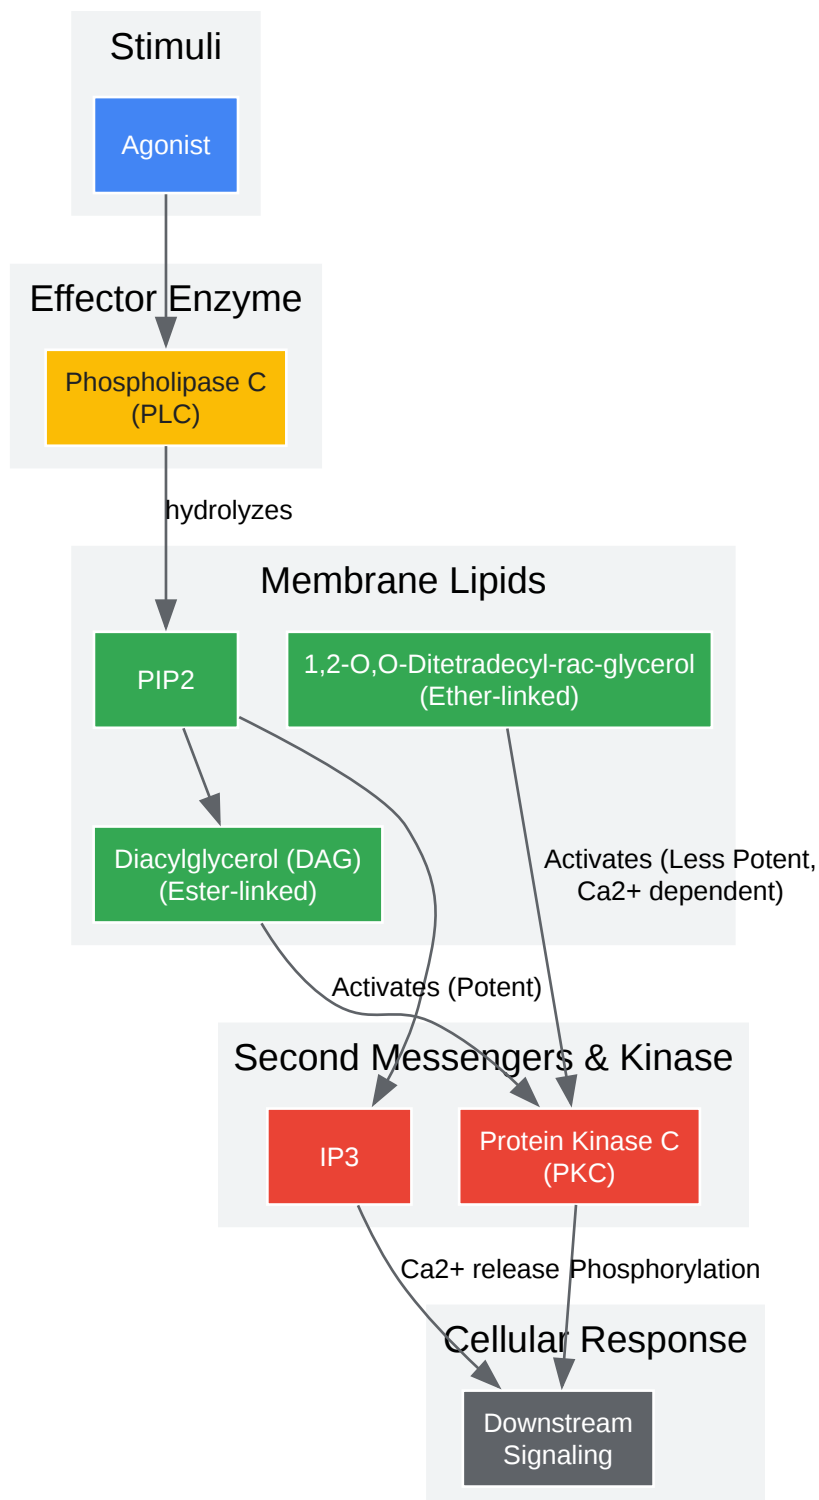 Stimuli
Agonist
Effector Enzyme
Phospholipase C
(PLC)
hydrolyzes
Membrane Lipids
PIP2
1,2-O,O-Ditetradecyl-rac-glycerol
(Ether-linked)
Diacylglycerol (DAG)
(Ester-linked)
Activates (Less Potent,
Ca2+ dependent)
Activates (Potent)
Second Messengers & Kinase
IP3
Protein Kinase C
(PKC)
Ca2+ release
Phosphorylation
Cellular Response
Downstream
Signaling